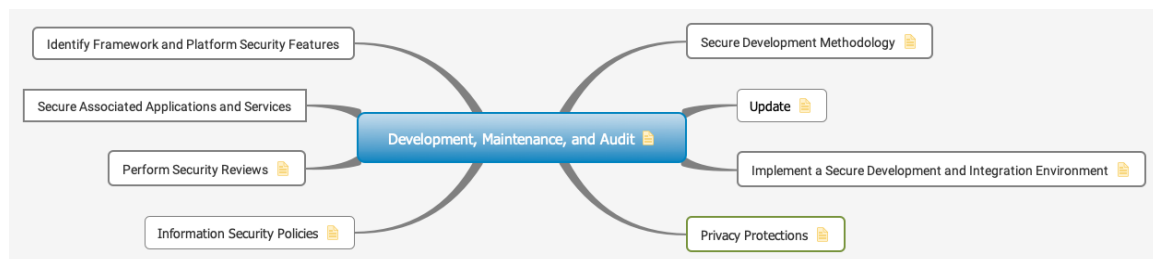 Identify Framework and Platform Security Features
Secure Associated Applications and Services
Perform Security Reviews
Information Security Policies
Development, Maintenance, and Audit
Secure Development Methodology
Update
Implement a Secure Development and Integration Environment
Privacy Protections